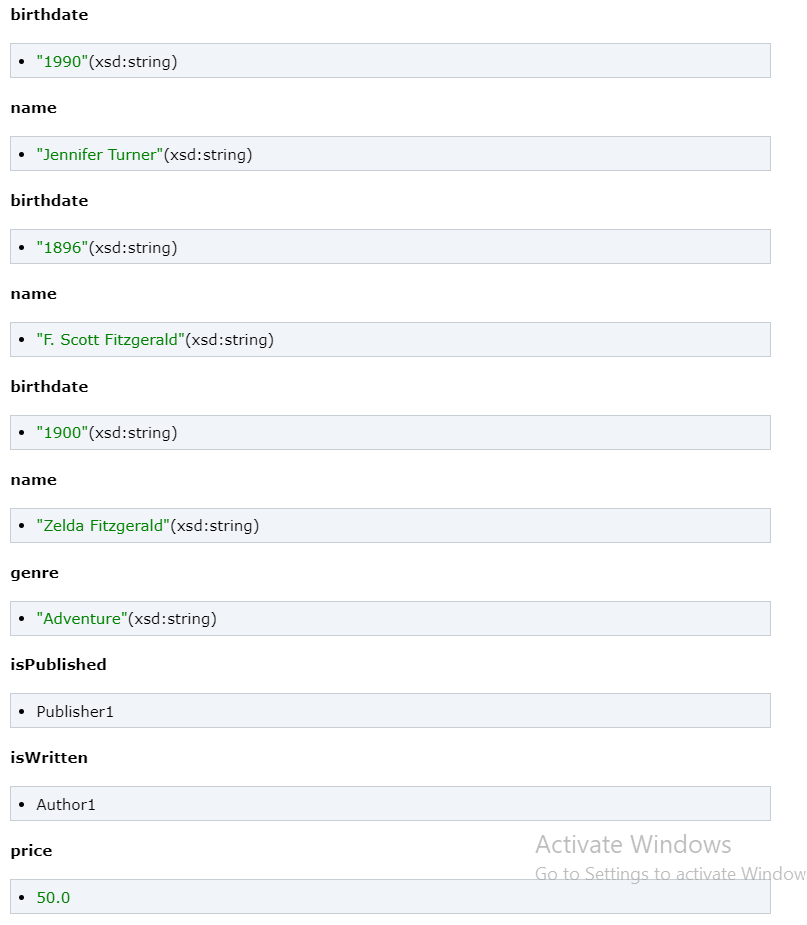 birthdate
• "1990"(xsd:string)
name
• "Jennifer Turner"(xsd:string)
birthdate
• "1896"(xsd:string)
name
• "F. Scott Fitzgerald"(xsd:string)
birthdate
• "1900"(xsd:string)
name
• "Zelda Fitzgerald"(xsd:string)
genre
• "Adventure"(xsd:string)
isPublished
• Publisher1
isWritten
• Author1
price
Activate Windows
Go to Settings to activate Window
• 50.0